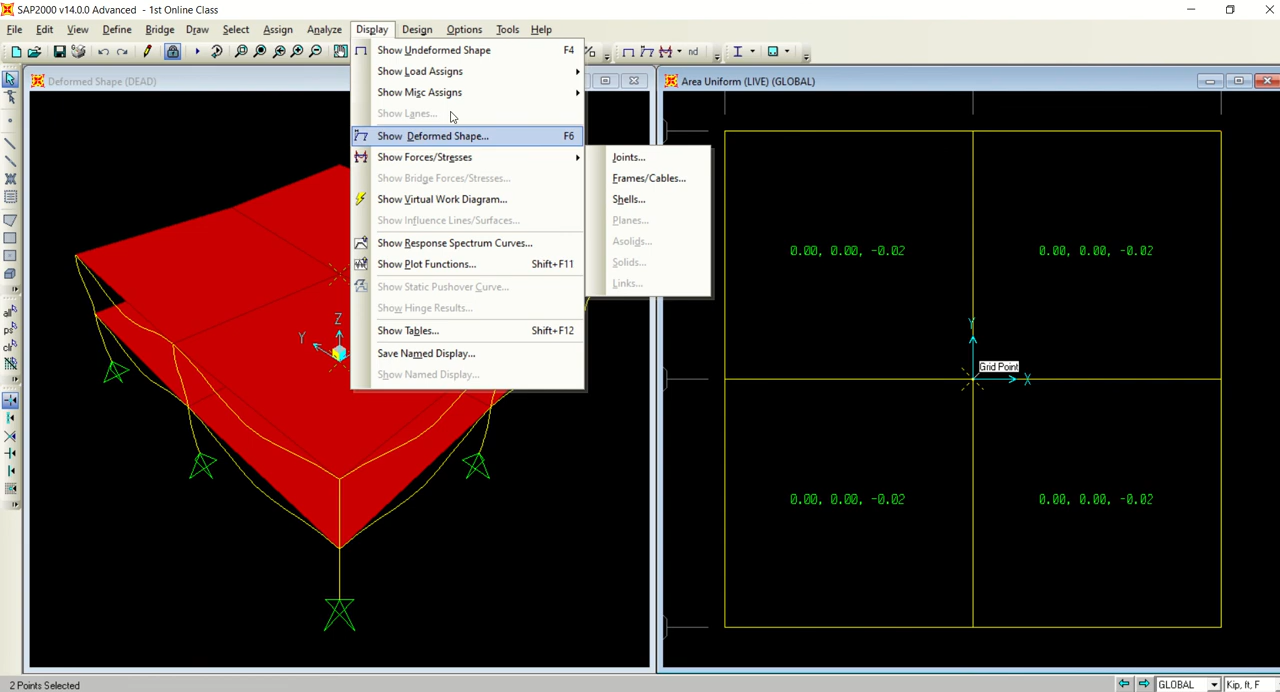 SAP2000 v14.0.0 Advanced - 1st Online Class
File Edit View Define Bridge Draw Select Assign Analyze Display Design Options Tools Help
nd
Deformed Shape (DEAD)
Area Uniform (LIVE) (GLOBAL)
Show Undeformed Shape F4
Show Load Assigns
Show Misc Assigns
Show Lanes...
Show Deformed Shape... F6
Show Forces/Stresses
Show Bridge Forces/Stresses...
Show Virtual Work Diagram...
Show Influence Lines/Surfaces...
Show Response Spectrum Curves...
Show Plot Functions... Shift+F11
Show Static Pushover Curve...
Show Hinge Results...
Show Tables... Shift+F12
Save Named Display...
Show Named Display...
Joints...
Frames/Cables...
Shells...
Planes...
Asolids...
Solids...
Links...
all
ps
clr
Z
Y
0.00, 0.00, -0.02
0.00, 0.00, -0.02
Y
Grid Point
X
0.00, 0.00, -0.02
0.00, 0.00, -0.02
2 Points Selected
GLOBAL
Kip, ft, F